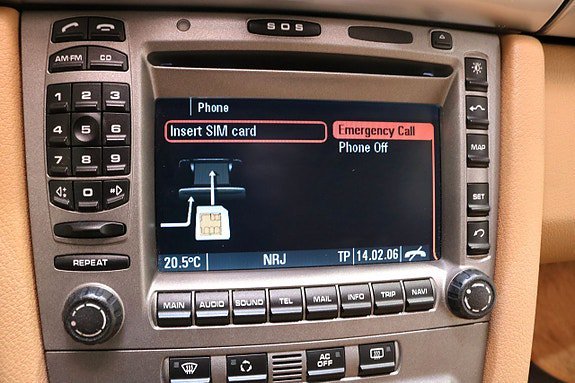 SOS
AM·FM
CD
1 2 3
4 5 6
7 8 9
0
REPEAT
Phone
Insert SIM card
Emergency Call
Phone Off
20.5°C NRJ TP 14.02.06
MAP
SET
MAIN AUDIO SOUND TEL MAIL INFO TRIP NAVI
AC
OFF